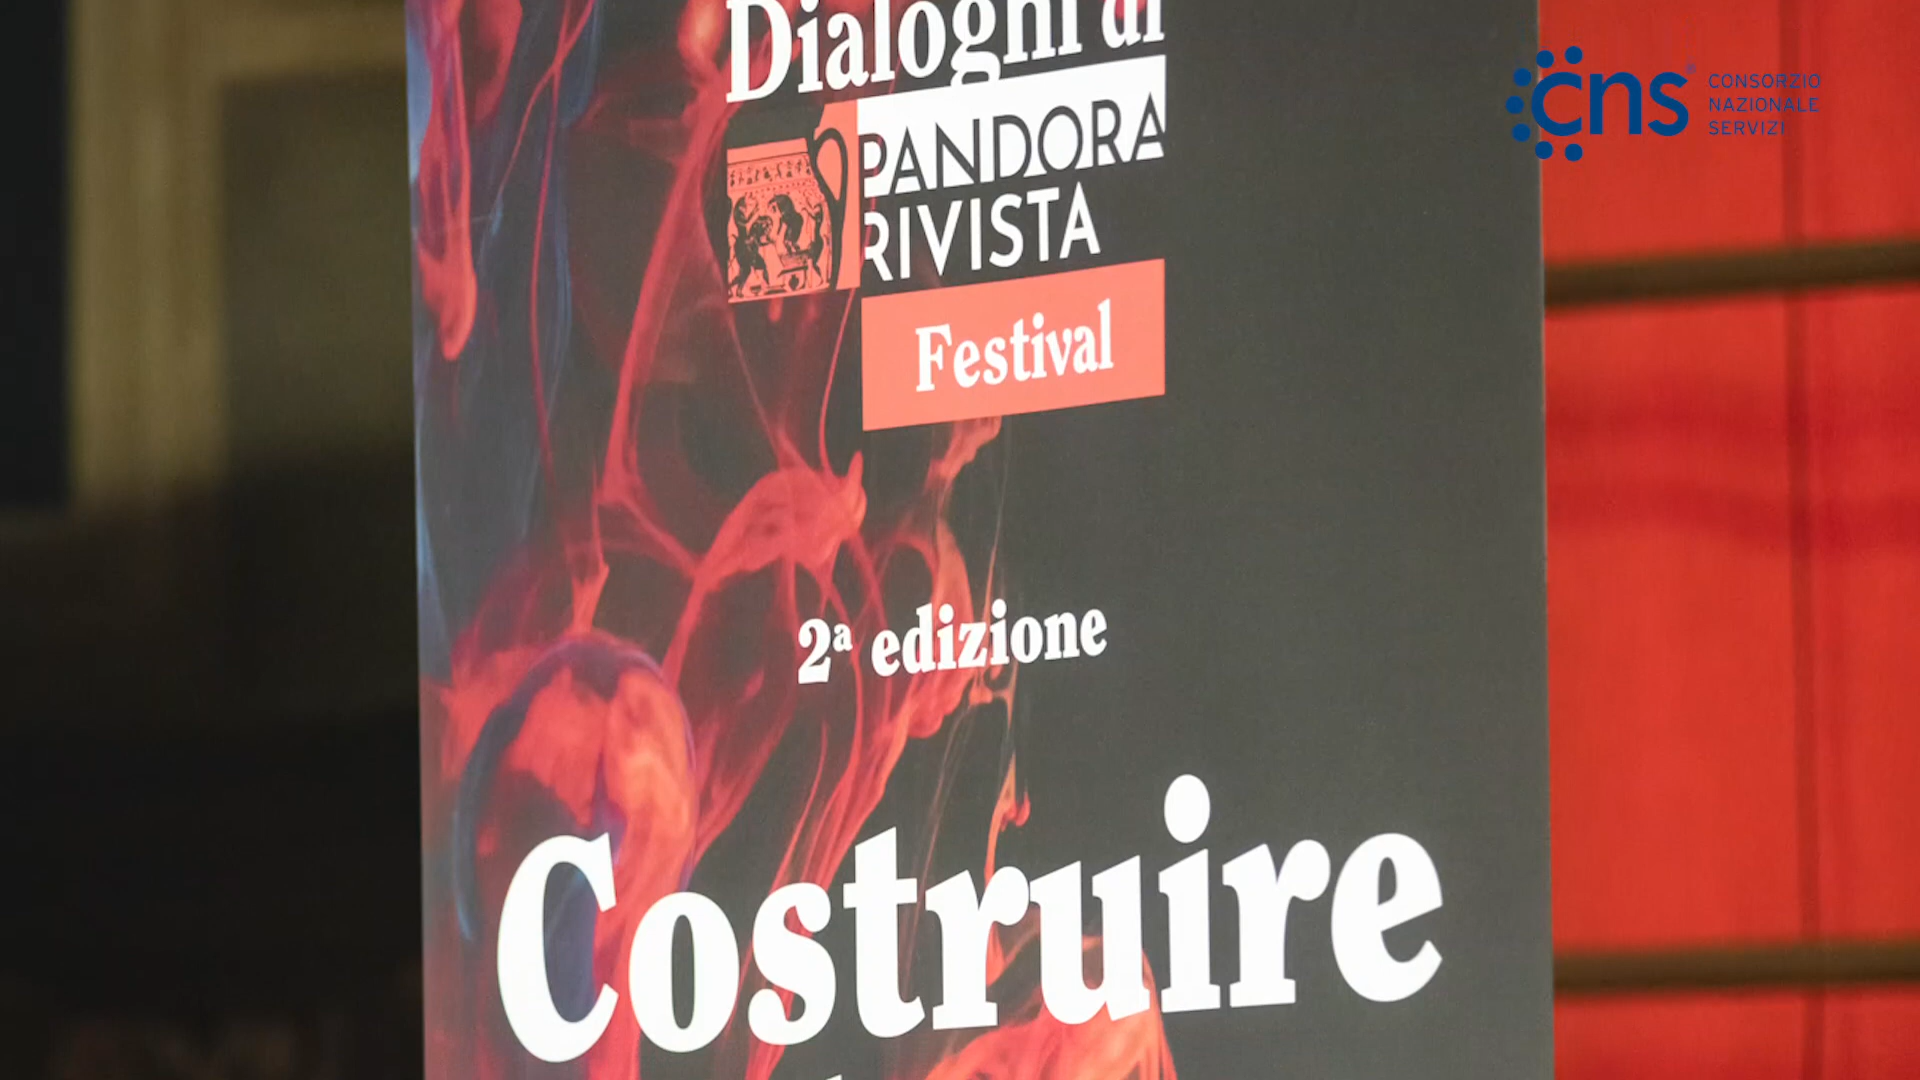 Dialoghi di
PANDORA
RIVISTA
Festival
2ª edizione
Costruire
cns®
CONSORZIO
NAZIONALE
SERVIZI